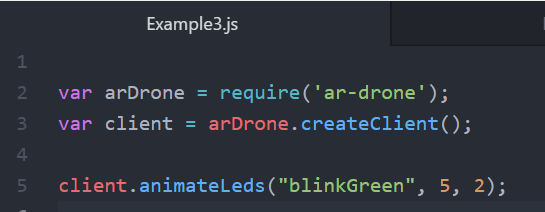 Example3.js
1
2 var arDrone = require('ar-drone');
3 var client = arDrone.createClient();
4
5 client.animateLeds("blinkGreen", 5, 2);